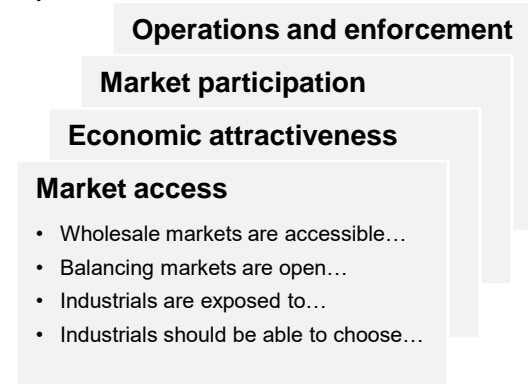 Operations and enforcement
Market participation
Economic attractiveness
Market access
• Wholesale markets are accessible…
• Balancing markets are open…
• Industrials are exposed to…
• Industrials should be able to choose…